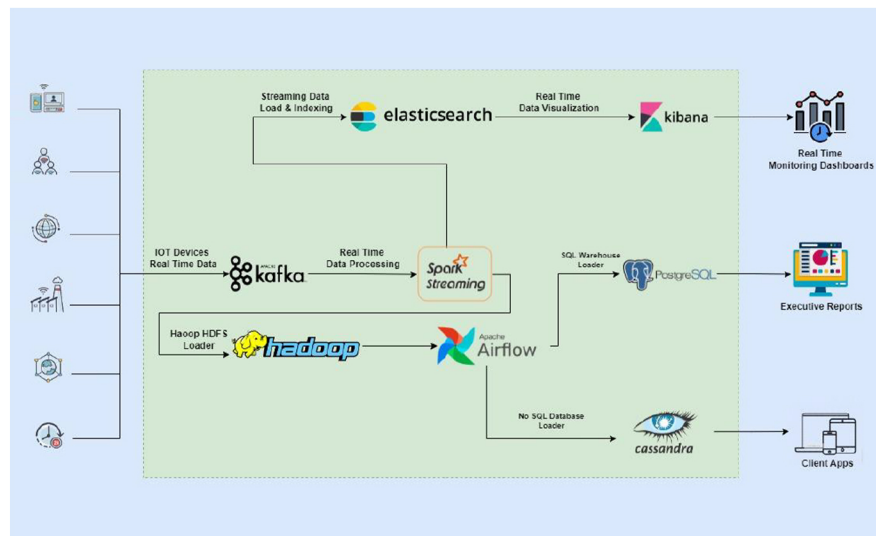 Streaming Data
Load & Indexing
elasticsearch
Real Time
Data Visualization
kibana
Real Time
Monitoring Dashboards
IOT Devices
Real Time Data
APACHE
kafka
Real Time
Data Processing
Spark
Streaming
SQL Warehouse
Loader
PostgreSQL
Executive Reports
Haoop HDFS
Loader
hadoop
Apache
Airflow
No SQL Database
Loader
cassandra
Client Apps